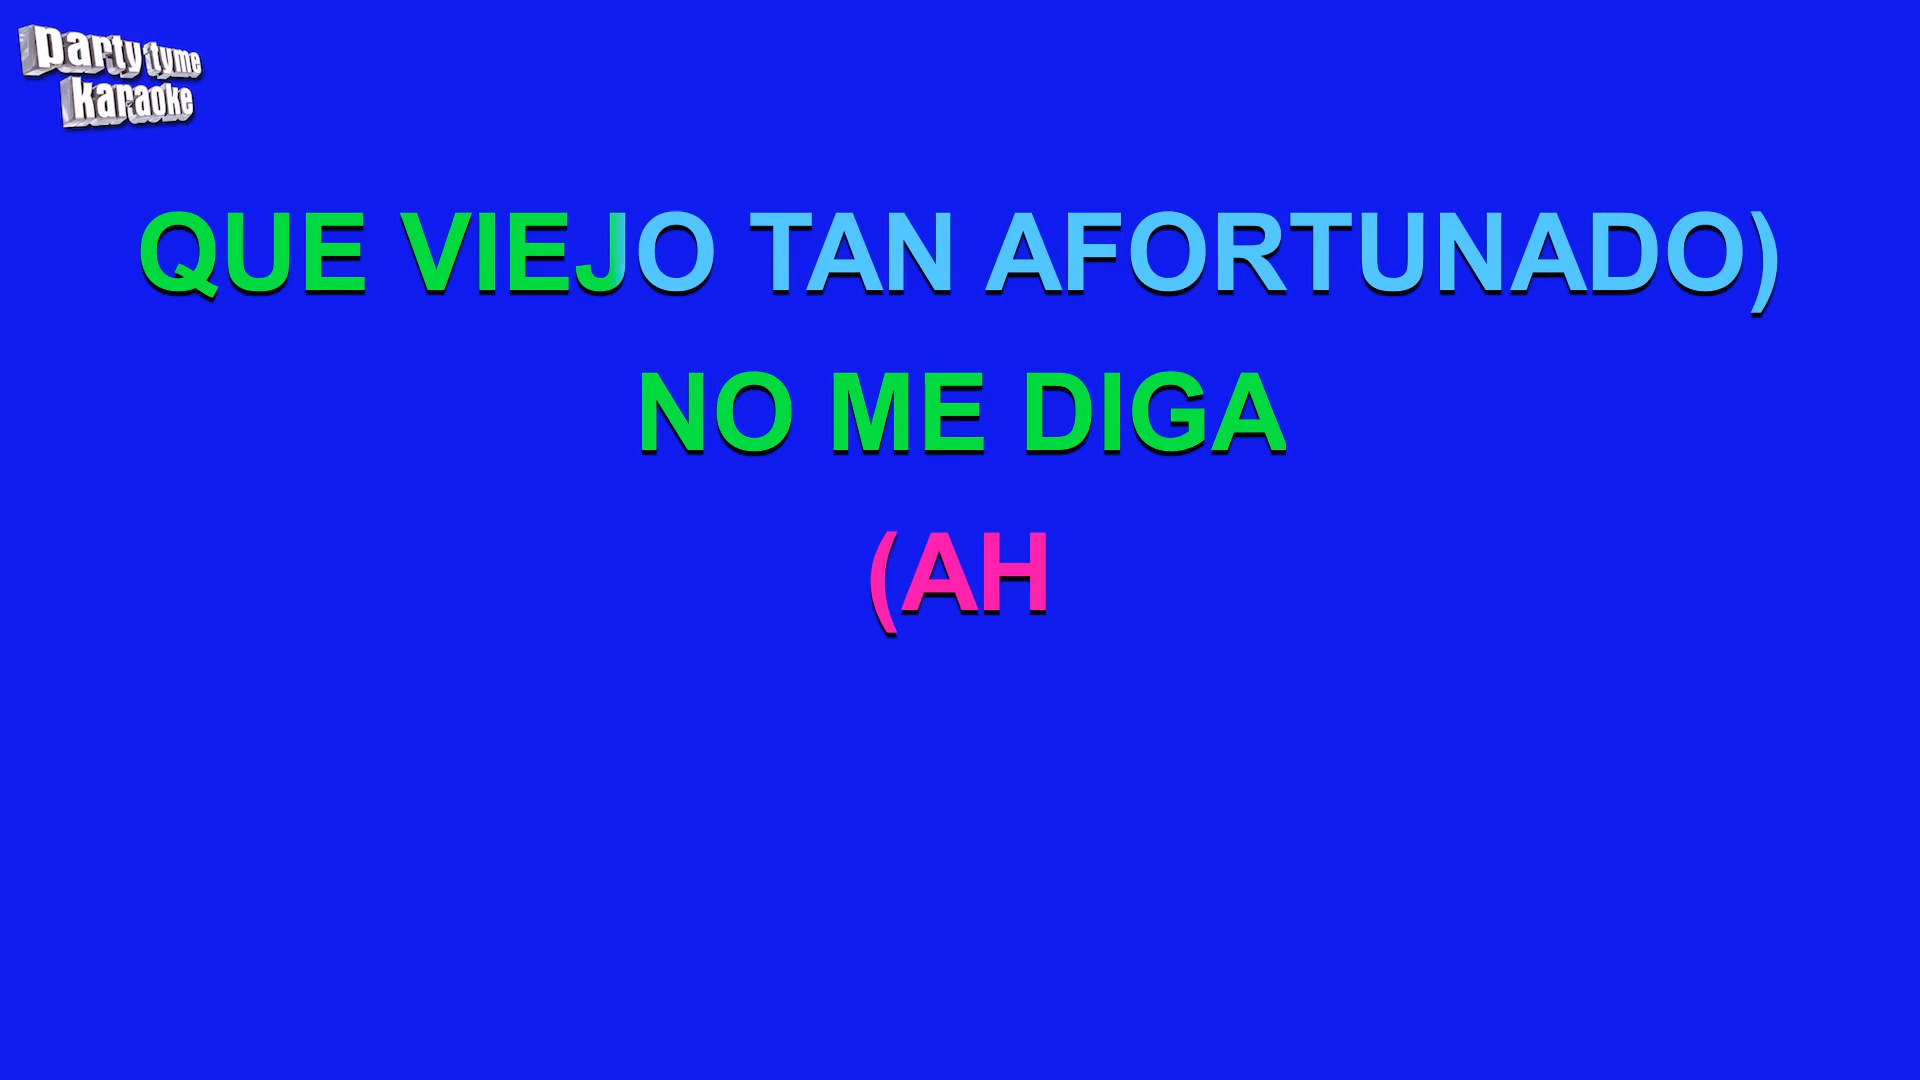 party tyme
karaoke
QUE VIEJO TAN AFORTUNADO)
NO ME DIGA
(AH